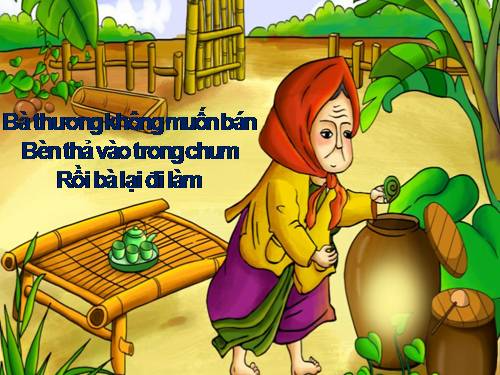 Bà thương không muốn bán
Bèn thả vào trong chum
Rồi bà lại đi làm